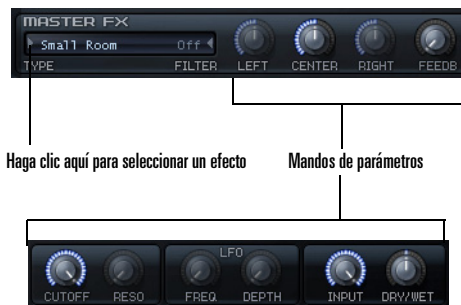 MASTER FX
Small Room Off
TYPE FILTER LEFT CENTER RIGHT FEEDB
Haga clic aquí para seleccionar un efecto Mandos de parámetros
LFO
CUTOFF RESO FREQ DEPTH INPUT DRY/WET